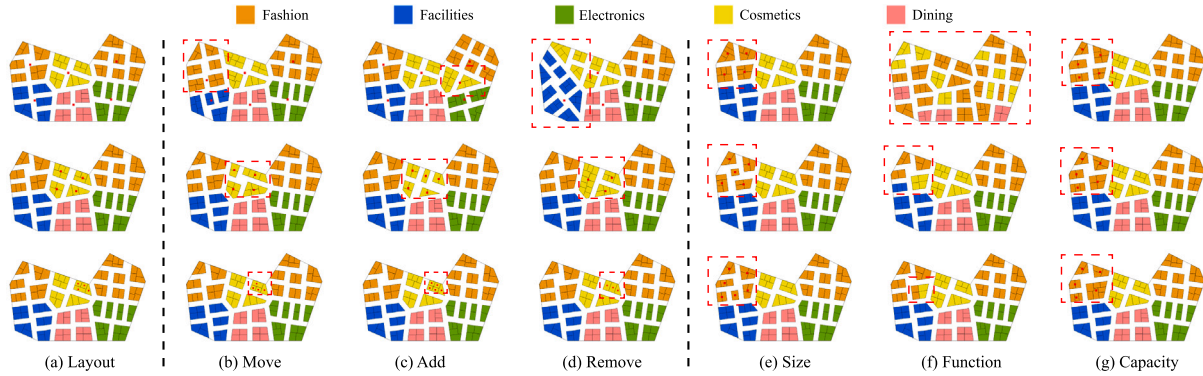 Fashion Facilities Electronics Cosmetics Dining
(a) Layout (b) Move (c) Add (d) Remove (e) Size (f) Function (g) Capacity